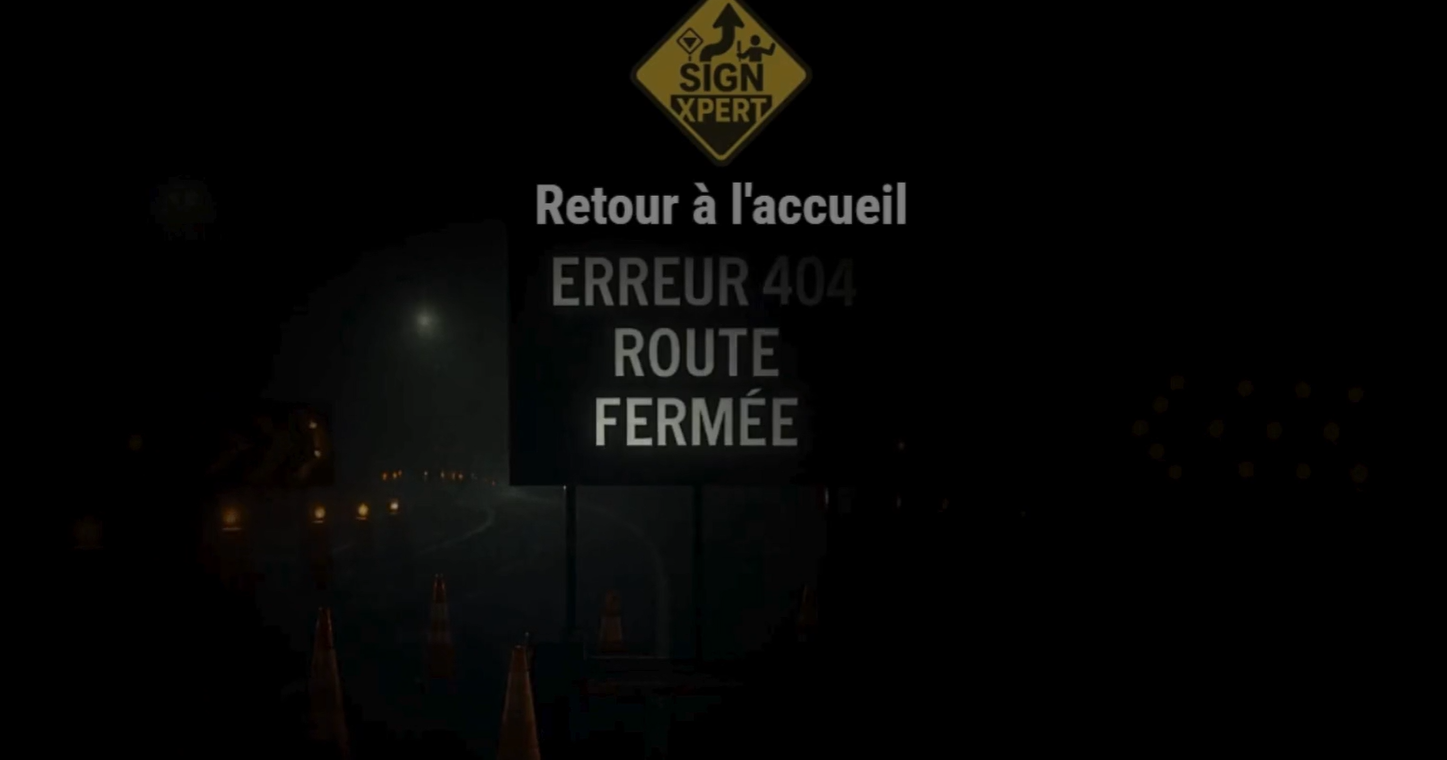 SIGN
XPERT
Retour à l'accueil
ERREUR 404
ROUTE
FERMÉE